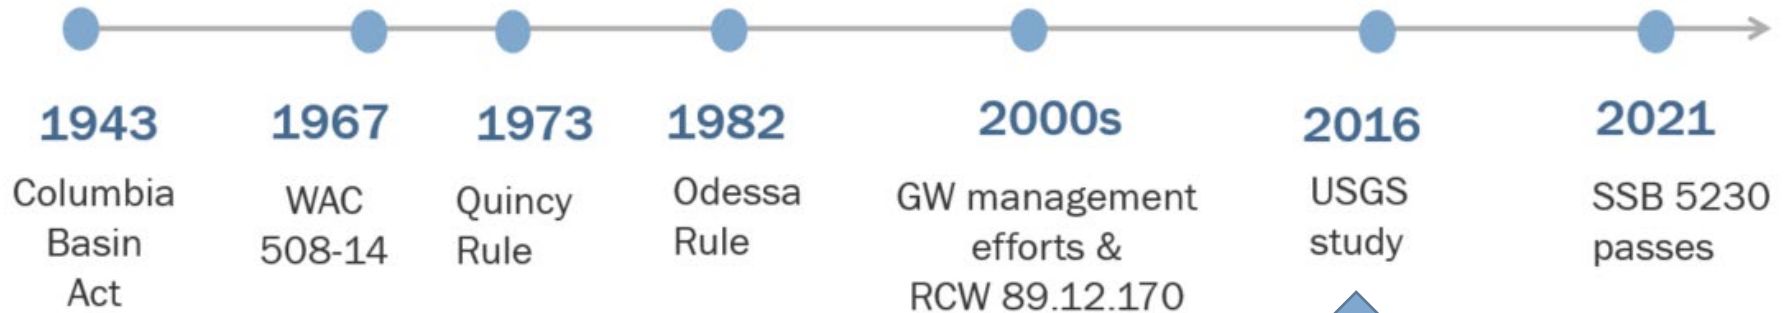 1943
Columbia
Basin
Act
1967
WAC
508-14
1973
Quincy
Rule
1982
Odessa
Rule
2000s
GW management
efforts &
RCW 89.12.170
2016
USGS
study
2021
SSB 5230
passes